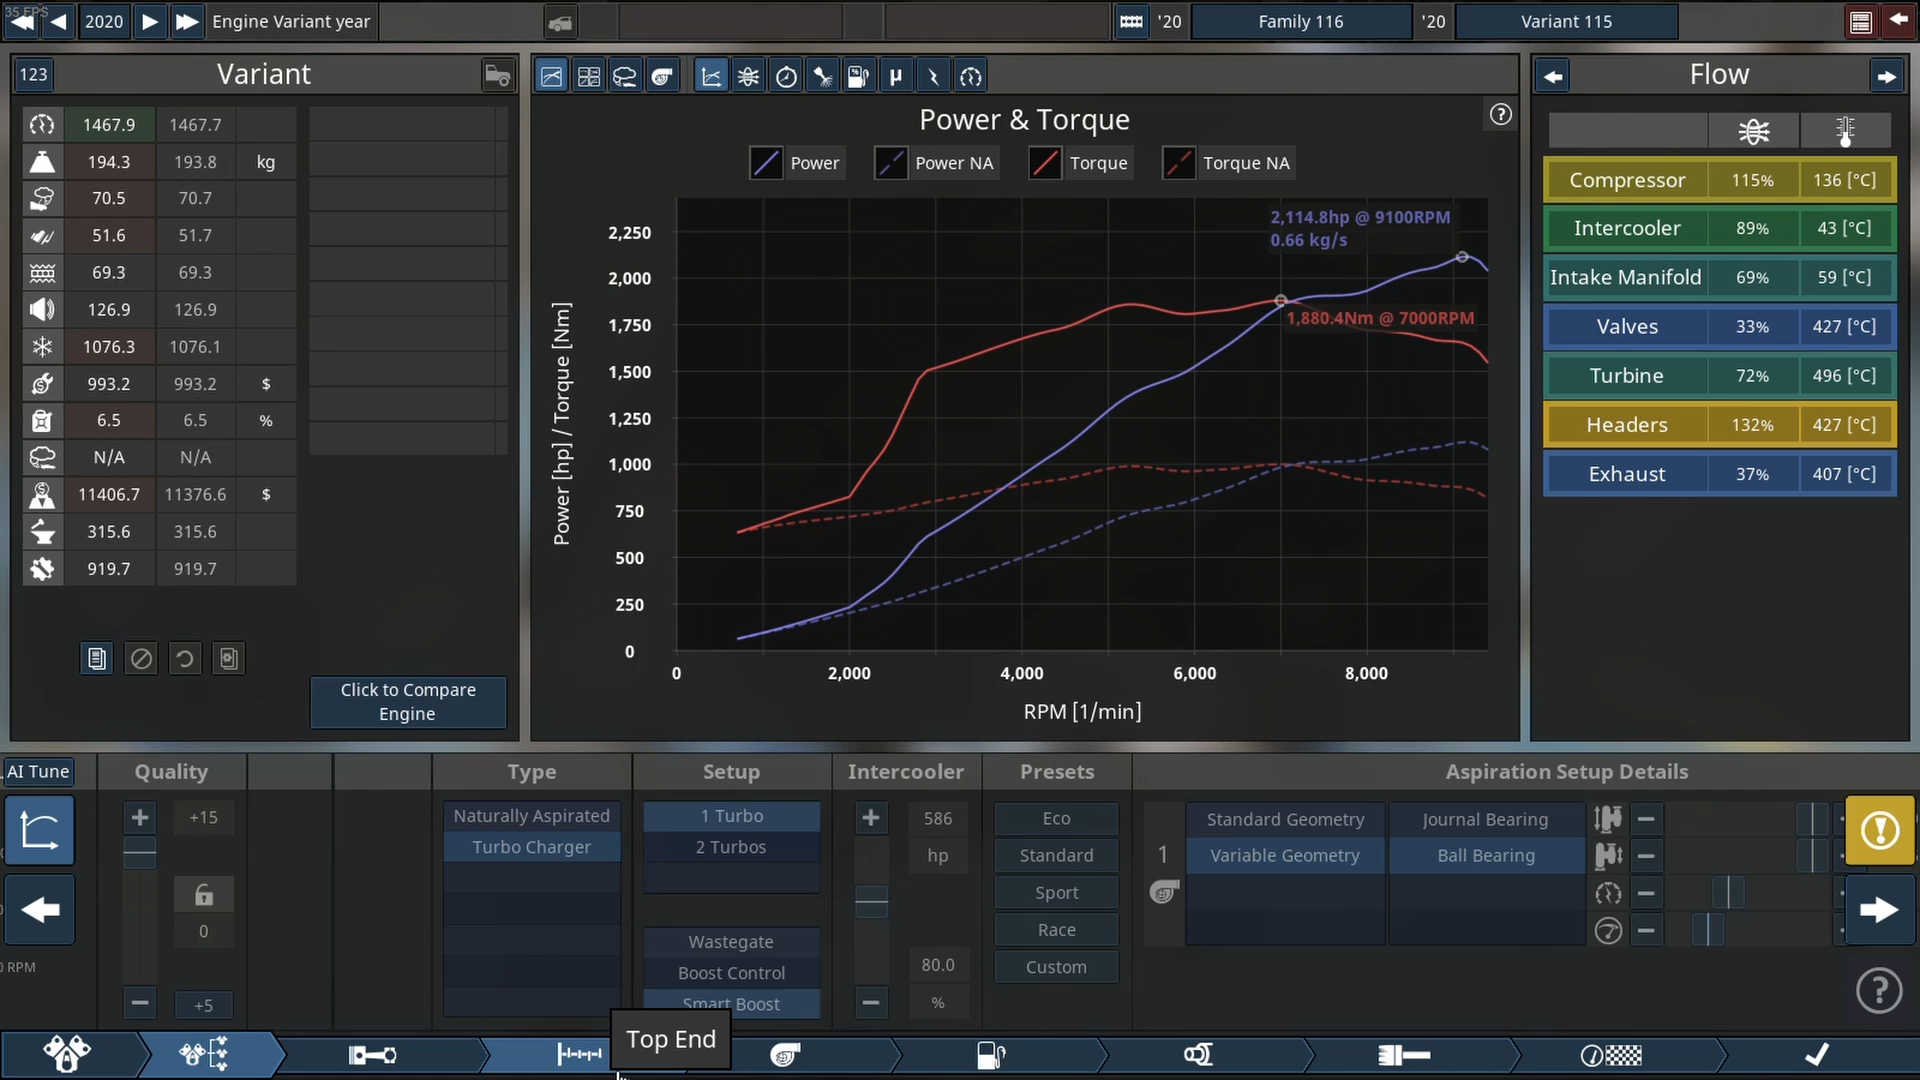 35 FPS
2020
Engine Variant year
'20
Family 116
'20
Variant 115
123
Variant
1467.9 1467.7
194.3 193.8 kg
70.5 70.7
51.6 51.7
69.3 69.3
126.9 126.9
1076.3 1076.1
993.2 993.2 $
6.5 6.5 %
N/A N/A
11406.7 11376.6 $
315.6 315.6
919.7 919.7
Click to Compare
Engine
μ
Power & Torque
?
Power
Power NA
Torque
Torque NA
2,114.8hp @ 9100RPM
0.66 kg/s
1,880.4Nm @ 7000RPM
Power [hp] / Torque [Nm]
2,250
2,000
1,750
1,500
1,250
1,000
750
500
250
0
0 2,000 4,000 6,000 8,000
RPM [1/min]
Flow
Compressor 115% 136 [°C]
Intercooler 89% 43 [°C]
Intake Manifold 69% 59 [°C]
Valves 33% 427 [°C]
Turbine 72% 496 [°C]
Headers 132% 427 [°C]
Exhaust 37% 407 [°C]
AI Tune
0 RPM
Quality
+15
0
+5
Type
Naturally Aspirated
Turbo Charger
Setup
1 Turbo
2 Turbos
Wastegate
Boost Control
Smart Boost
Intercooler
586
hp
80.0
%
Presets
Eco
Standard
Sport
Race
Custom
Aspiration Setup Details
1
Standard Geometry
Variable Geometry
Journal Bearing
Ball Bearing
?
Top End